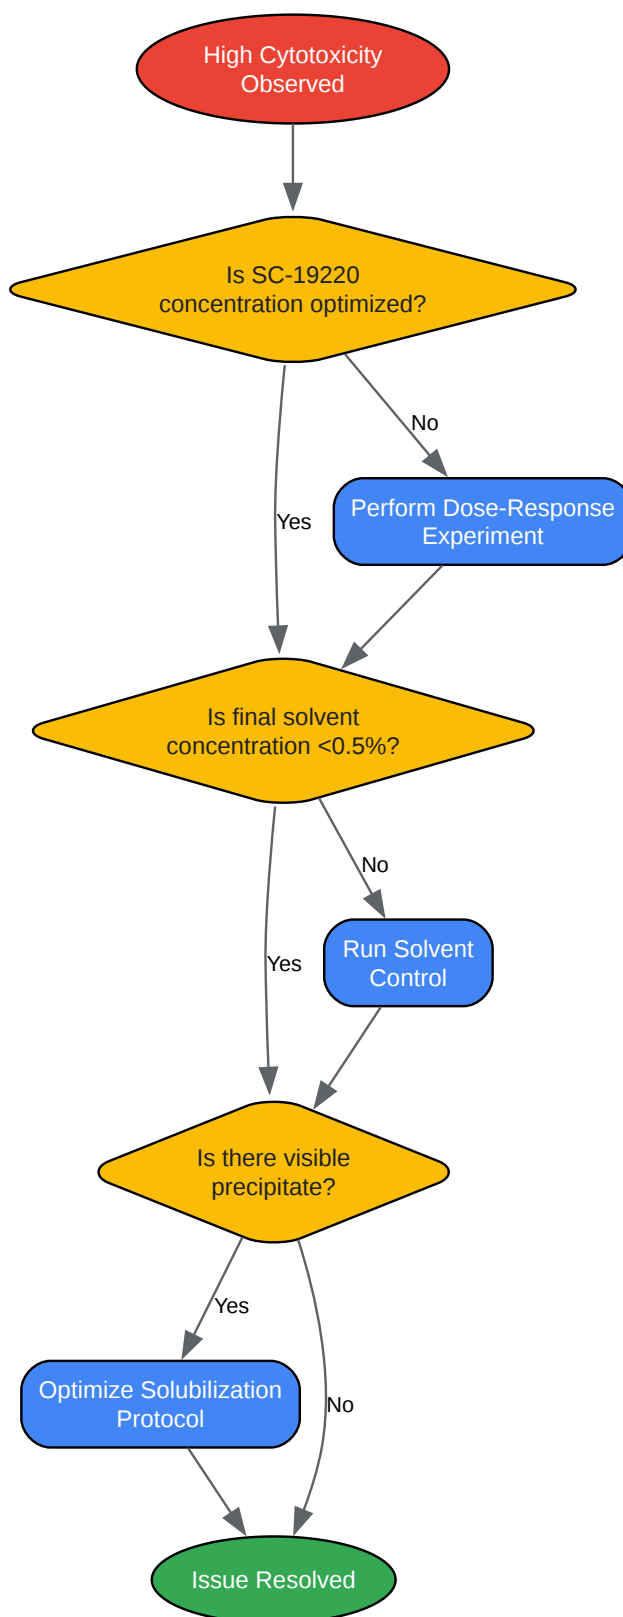 High Cytotoxicity
Observed
Is SC-19220
concentration optimized?
No
Perform Dose-Response
Experiment
Yes
Is final solvent
concentration <0.5%?
No
Run Solvent
Control
Yes
Is there visible
precipitate?
Yes
Optimize Solubilization
Protocol
No
Issue Resolved